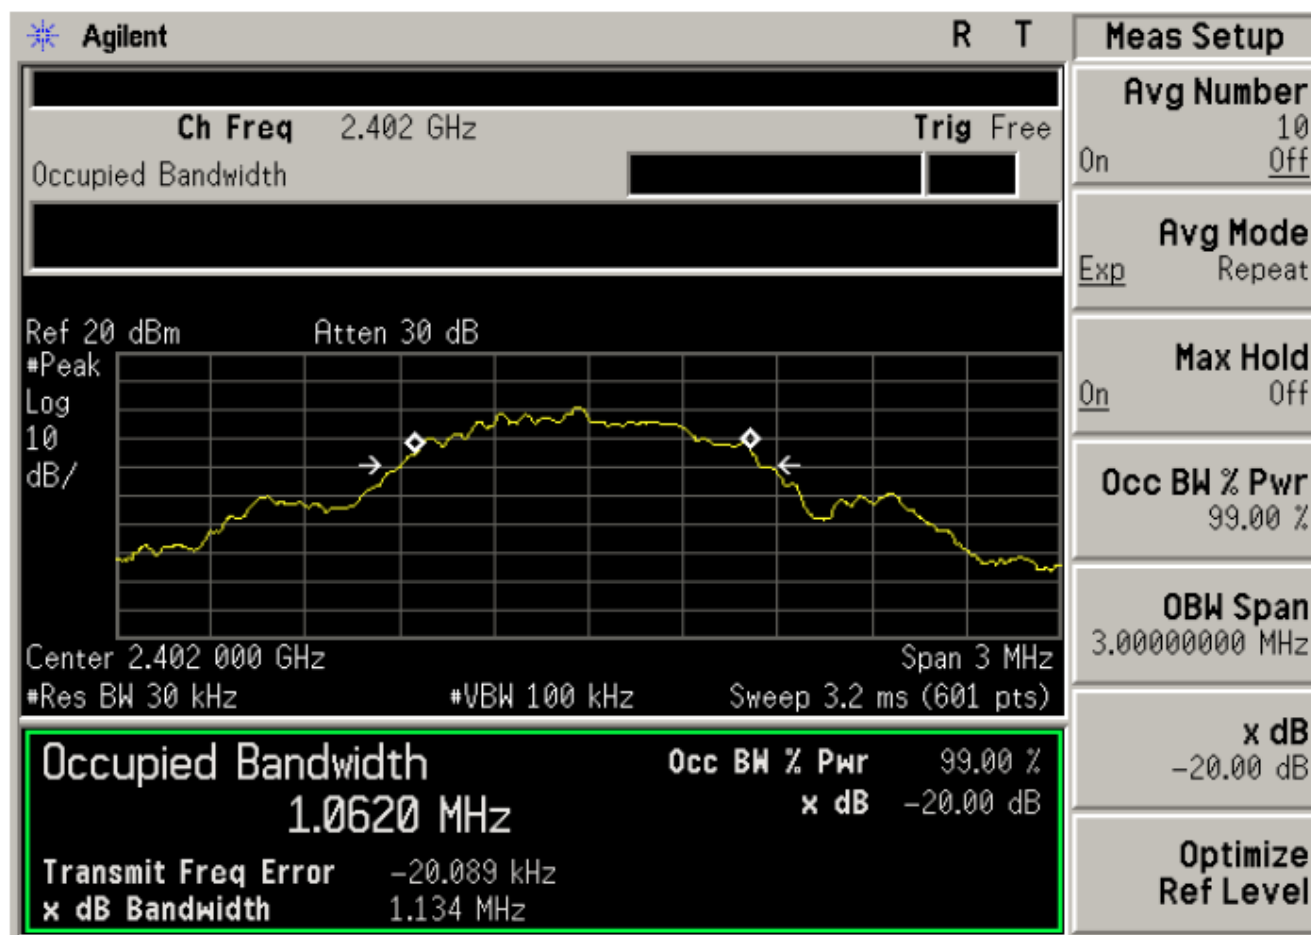 Agilent R T
Ch Freq 2.402 GHz Trig Free
Occupied Bandwidth
Ref 20 dBm Atten 30 dB
#Peak
Log
10
dB/
Center 2.402 000 GHz Span 3 MHz
#Res BW 30 kHz #VBW 100 kHz Sweep 3.2 ms (601 pts)
Occupied Bandwidth Occ BW % Pwr 99.00 %
1.0620 MHz x dB -20.00 dB
Transmit Freq Error -20.089 kHz
x dB Bandwidth 1.134 MHz
Meas Setup
Avg Number
10
On Off
Avg Mode
Exp Repeat
Max Hold
On Off
Occ BW % Pwr
99.00 %
OBW Span
3.00000000 MHz
x dB
-20.00 dB
Optimize
Ref Level